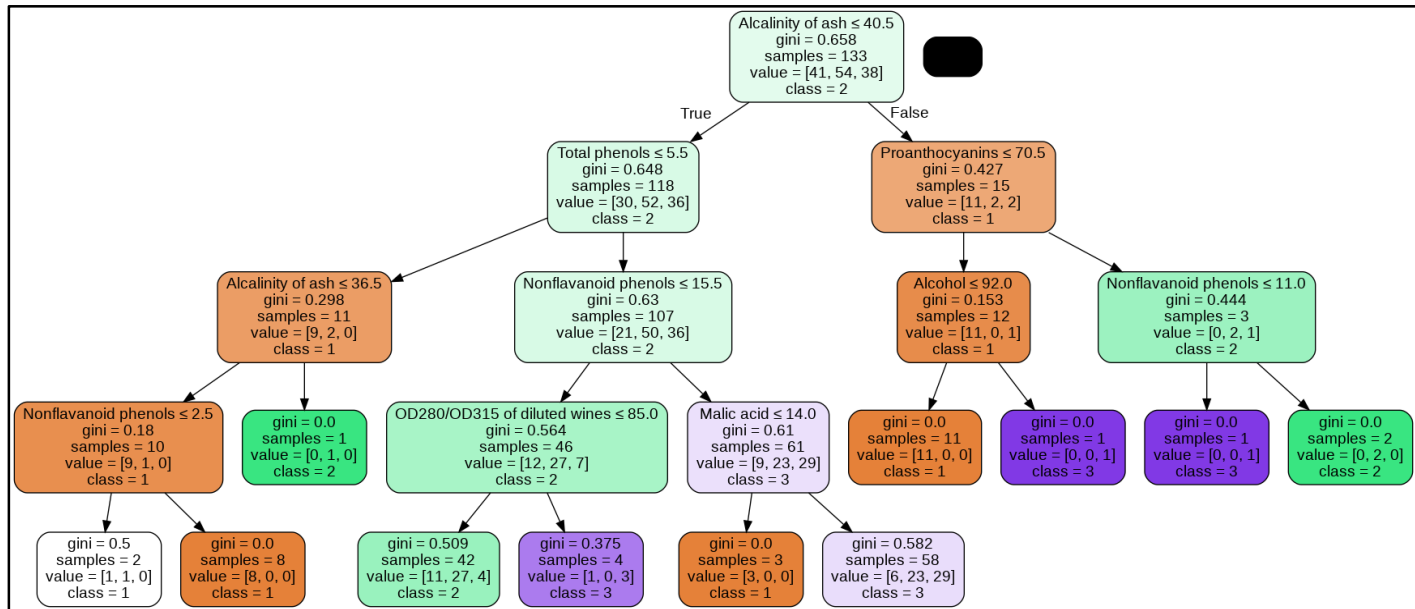 Alcalinity of ash ≤ 40.5
gini = 0.658
samples = 133
value = [41, 54, 38]
class = 2
True
False
Total phenols ≤ 5.5
gini = 0.648
samples = 118
value = [30, 52, 36]
class = 2
Proanthocyanins ≤ 70.5
gini = 0.427
samples = 15
value = [11, 2, 2]
class = 1
Alcalinity of ash ≤ 36.5
gini = 0.298
samples = 11
value = [9, 2, 0]
class = 1
Nonflavanoid phenols ≤ 15.5
gini = 0.63
samples = 107
value = [21, 50, 36]
class = 2
Alcohol ≤ 92.0
gini = 0.153
samples = 12
value = [11, 0, 1]
class = 1
Nonflavanoid phenols ≤ 11.0
gini = 0.444
samples = 3
value = [0, 2, 1]
class = 2
Nonflavanoid phenols ≤ 2.5
gini = 0.18
samples = 10
value = [9, 1, 0]
class = 1
gini = 0.0
samples = 1
value = [0, 1, 0]
class = 2
OD280/OD315 of diluted wines ≤ 85.0
gini = 0.564
samples = 46
value = [12, 27, 7]
class = 2
Malic acid ≤ 14.0
gini = 0.61
samples = 61
value = [9, 23, 29]
class = 3
gini = 0.0
samples = 11
value = [11, 0, 0]
class = 1
gini = 0.0
samples = 1
value = [0, 0, 1]
class = 3
gini = 0.0
samples = 1
value = [0, 0, 1]
class = 3
gini = 0.0
samples = 2
value = [0, 2, 0]
class = 2
gini = 0.5
samples = 2
value = [1, 1, 0]
class = 1
gini = 0.0
samples = 8
value = [8, 0, 0]
class = 1
gini = 0.509
samples = 42
value = [11, 27, 4]
class = 2
gini = 0.375
samples = 4
value = [1, 0, 3]
class = 3
gini = 0.0
samples = 3
value = [3, 0, 0]
class = 1
gini = 0.582
samples = 58
value = [6, 23, 29]
class = 3